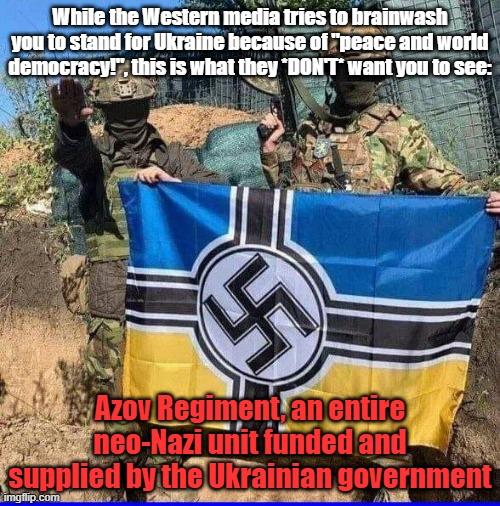 While the Western media tries to brainwash
you to stand for Ukraine because of "peace and world
democracy!", this is what they *DON'T* want you to see:
Azov Regiment, an entire
neo-Nazi unit funded and
supplied by the Ukrainian government
imgflip.com